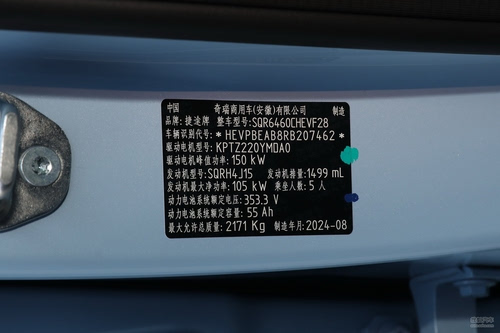 中国 奇瑞商用车(安徽)有限公司 制造
品牌: 捷途牌 整车型号:SQR6460CHEVF28
车辆识别代号:*HEVPBEAB8RB207462*
驱动电机型号: KPTZ220YMDA0
驱动电机峰值功率: 150 kW
发动机型号: SQRH4J15 发动机排量: 1499 mL
发动机最大净功率: 105 kW 乘坐人数: 5 人
动力电池系统额定电压: 353.3 V
动力电池系统额定容量: 55 Ah
最大允许总质量: 2171 Kg 制造年月: 2024-08